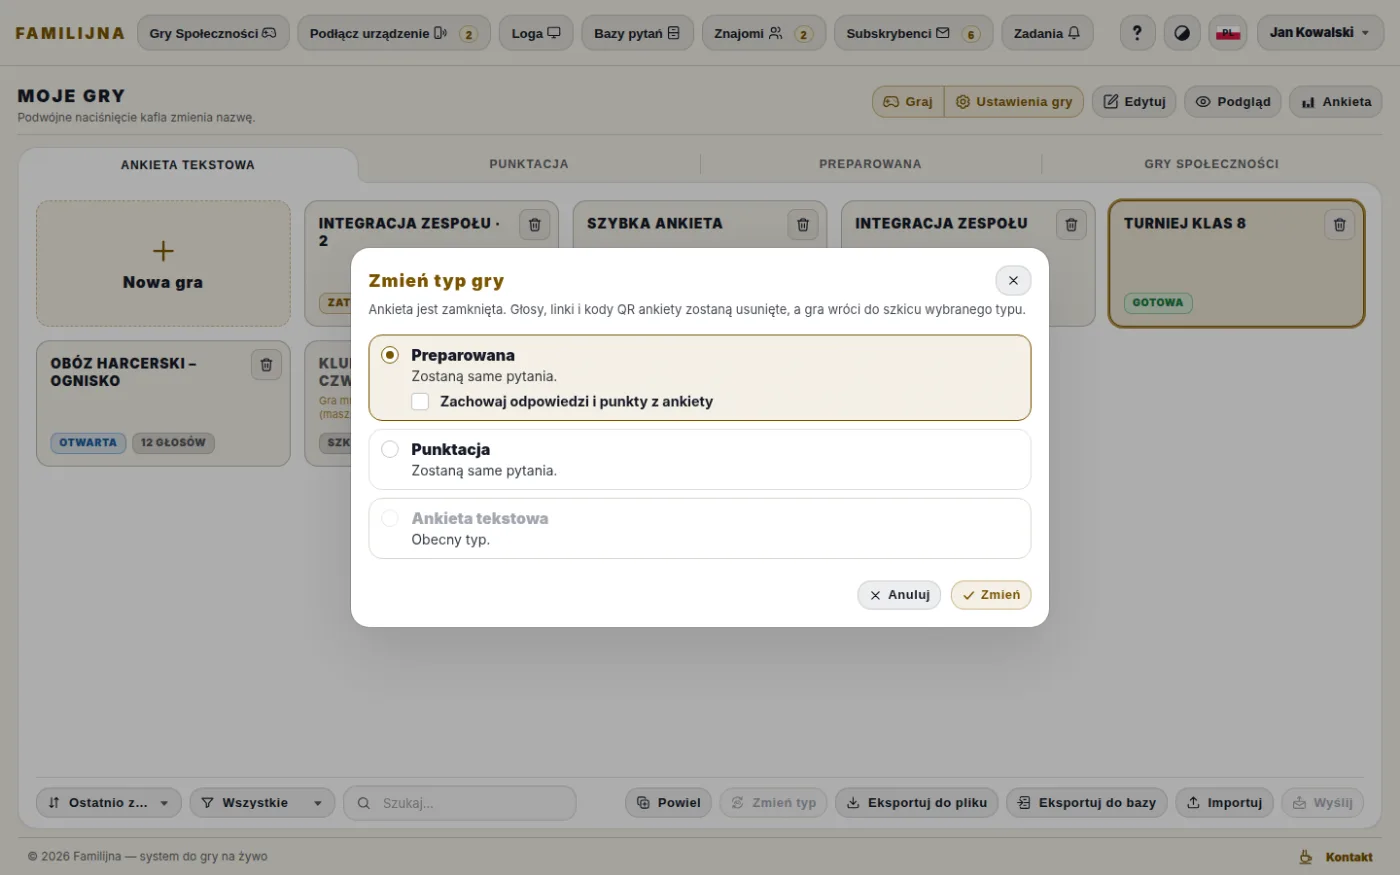 FAMILIJNA
Gry Społeczności
Podłącz urządzenie 2
Loga
Bazy pytań
Znajomi 2
Subskrybenci 6
Zadania
?
PL
Jan Kowalski
MOJE GRY
Podwójne naciśnięcie kafla zmienia nazwę.
Graj
Ustawienia gry
Edytuj
Podgląd
Ankieta
ANKIETA TEKSTOWA
PUNKTACJA
PREPAROWANA
GRY SPOŁECZNOŚCI
Nowa gra
INTEGRACJA ZESPOŁU ·
2
ZAT
SZYBKA ANKIETA
INTEGRACJA ZESPOŁU
TURNIEJ KLAS 8
GOTOWA
OBÓZ HARCERSKI –
OGNISKO
OTWARTA
12 GŁOSÓW
KLU
CZW
Gra m
(masz
SZK
Zmień typ gry
Ankieta jest zamknięta. Głosy, linki i kody QR ankiety zostaną usunięte, a gra wróci do szkicu wybranego typu.
Preparowana
Zostaną same pytania.
Zachowaj odpowiedzi i punkty z ankiety
Punktacja
Zostaną same pytania.
Ankieta tekstowa
Obecny typ.
Anuluj
Zmień
Ostatnio z...
Wszystkie
Szukaj...
Powiel
Zmień typ
Eksportuj do pliku
Eksportuj do bazy
Importuj
Wyślij
© 2026 Familijna — system do gry na żywo
Kontakt